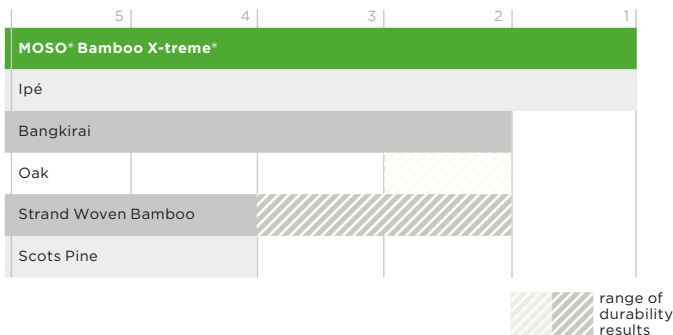 5 4 3 2 1
MOSO® Bamboo X-treme®
Ipé
Bangkirai
Oak
Strand Woven Bamboo
Scots Pine
range of
durability
results